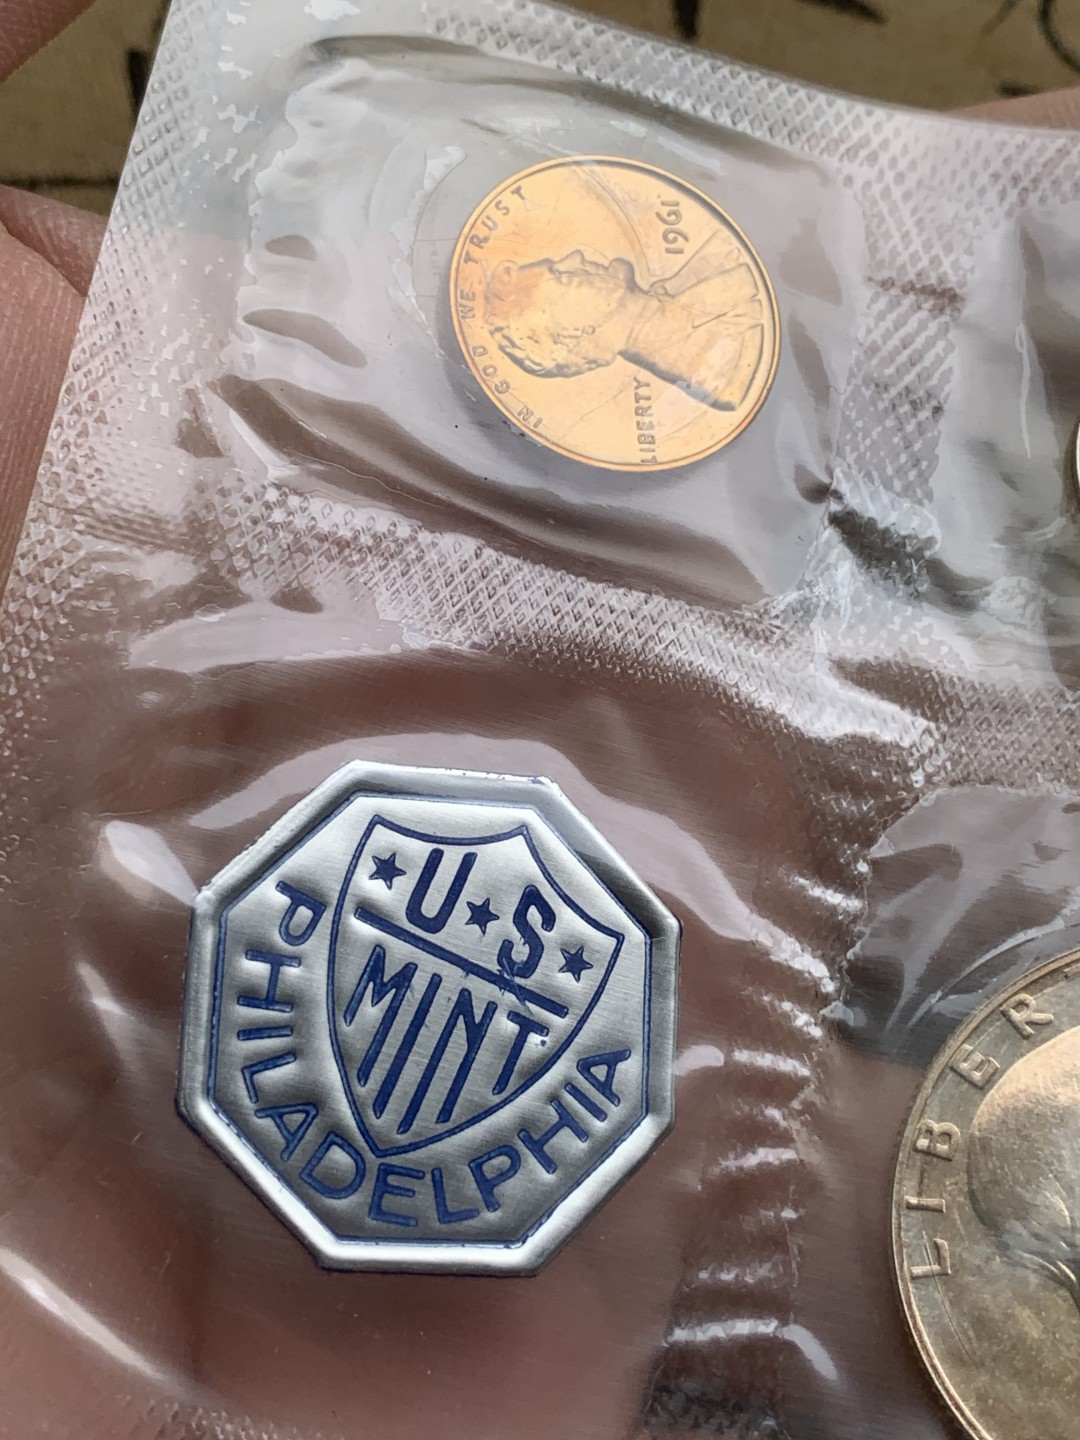 IN GOD WE TRUST
LIBERTY
1961
U★S
MINT
PHILADELPHIA
LIBER